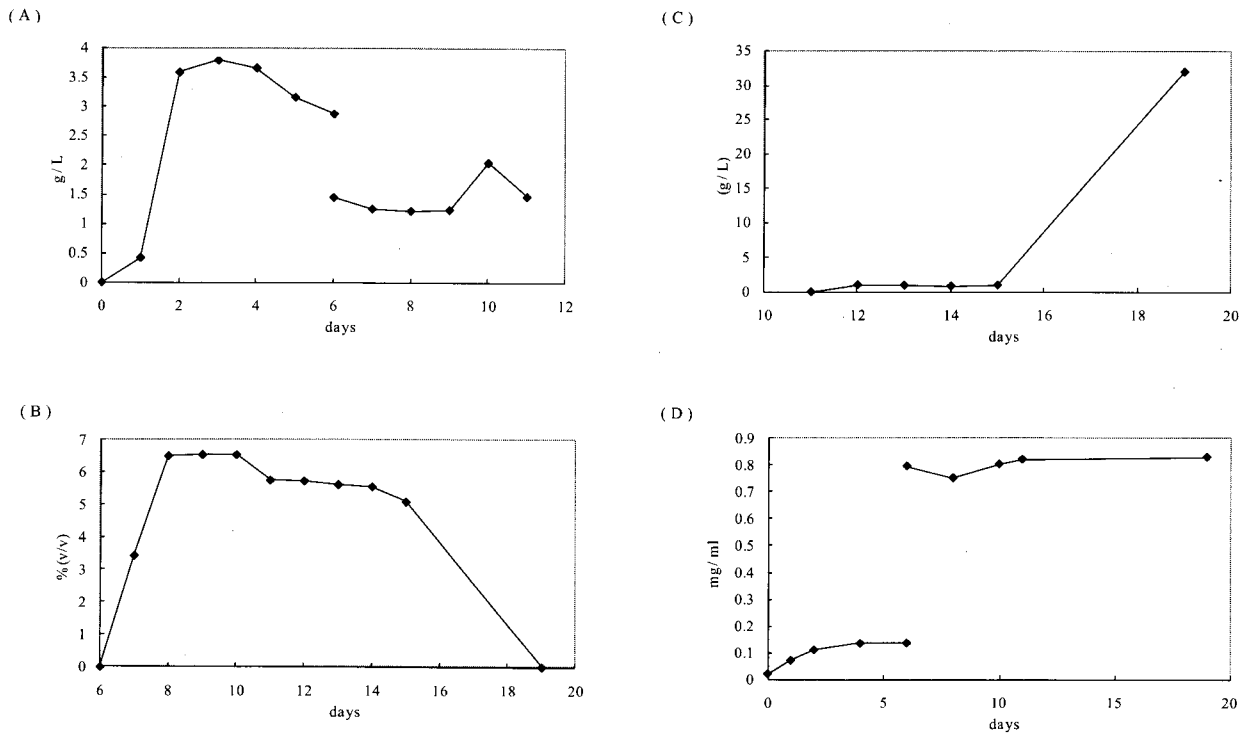 ( A )
4
3.5
3
2.5
2
1.5
1
0.5
0
g/L
0 2 4 6 8 10 12
days
( B )
7
6
5
4
3
2
1
0
%(v/v)
6 8 10 12 14 16 18 20
days
( C )
35
30
25
20
15
10
5
0
(g/L)
10 12 14 16 18 20
days
( D )
0.9
0.8
0.7
0.6
0.5
0.4
0.3
0.2
0.1
0
mg/ml
0 5 10 15 20
days